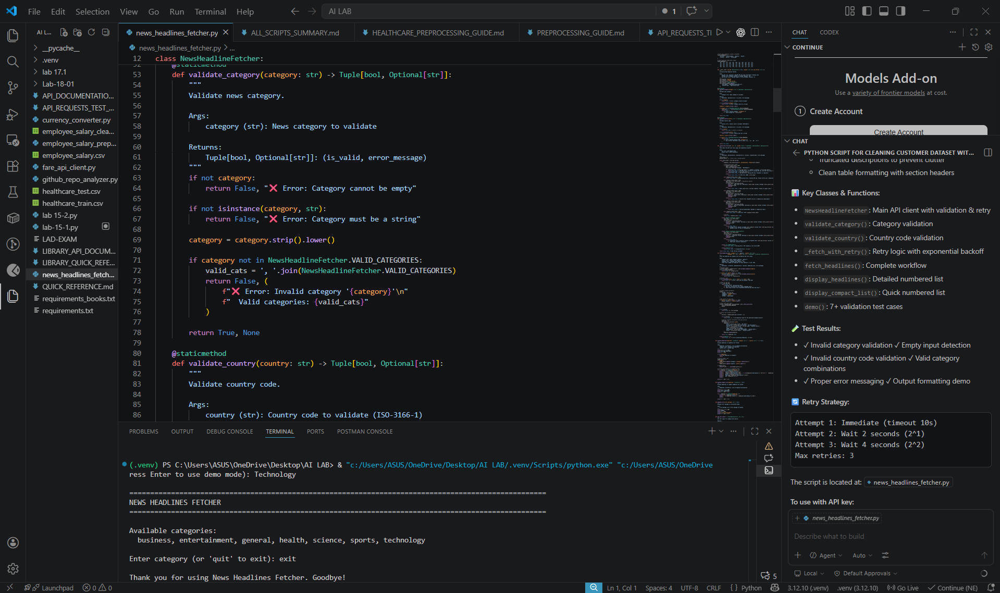 File Edit Selection View Go Run Terminal Help
AI LAB
1
AI L...
__pycache__
.venv
lab 17.1
Lab-18-01
API_DOCUMENTATIO...
API_REQUESTS_TEST_...
currency_converter.py
employee_salary_clea...
employee_salary_prep...
employee_salary.csv
fare_api_client.py
github_repo_analyzer.py
healthcare_test.csv
healthcare_train.csv
lab 15-2.py
lab-15-1.py
LAD-EXAM
LIBRARY_API_DOCUM...
LIBRARY_QUICK_REFE...
news_headlines_fetch...
QUICK_REFERENCE.md
requirements_books.txt
requirements.txt
news_headlines_fetcher.py
ALL_SCRIPTS_SUMMARY.md
HEALTHCARE_PREPROCESSING_GUIDE.md
PREPROCESSING_GUIDE.md
API_REQUESTS_TI
news_headlines_fetcher.py > ...
12 class NewsHeadlineFetcher:
52 @staticmethod
53 def validate_category(category: str) -> Tuple[bool, Optional[str]]:
54 """
55 Validate news category.
56
57 Args:
58 category (str): News category to validate
59
60 Returns:
61 Tuple[bool, Optional[str]]: (is_valid, error_message)
62 """
63 if not category:
64 return False, "❌ Error: Category cannot be empty"
65
66 if not isinstance(category, str):
67 return False, "❌ Error: Category must be a string"
68
69 category = category.strip().lower()
70
71 if category not in NewsHeadlineFetcher.VALID_CATEGORIES:
72 valid_cats = ', '.join(NewsHeadlineFetcher.VALID_CATEGORIES)
73 return False, (
74 f"❌ Error: Invalid category '{category}'\n"
75 f"  Valid categories: {valid_cats}"
76 )
77
78 return True, None
79
80 @staticmethod
81 def validate_country(country: str) -> Tuple[bool, Optional[str]]:
82 """
83 Validate country code.
84
85 Args:
86 country (str): Country code to validate (ISO-3166-1)
PROBLEMS OUTPUT DEBUG CONSOLE TERMINAL PORTS POSTMAN CONSOLE
(.venv) PS C:\Users\ASUS\OneDrive\Desktop\AI LAB> & "c:/Users/ASUS/OneDrive/Desktop/AI LAB/.venv/Scripts/python.exe" "c:/Users/ASUS/OneDrive
ress Enter to use demo mode): Technology
====================================================================================================
NEWS HEADLINES FETCHER
====================================================================================================
Available categories:
business, entertainment, general, health, science, sports, technology
Enter category (or 'quit' to exit): exit
Thank you for using News Headlines Fetcher. Goodbye!
5
CHAT CODEX
CONTINUE
Models Add-on
Use a variety of frontier models at cost.
1 Create Account
Create Account
CHAT
PYTHON SCRIPT FOR CLEANING CUSTOMER DATASET WIT...
Truncated descriptions to prevent clutter
Clean table formatting with section headers
📊 Key Classes & Functions:
NewsHeadlineFetcher: Main API client with validation & retry
validate_category(): Category validation
validate_country(): Country code validation
_fetch_with_retry(): Retry logic with exponential backoff
fetch_headlines(): Complete workflow
display_headlines(): Detailed numbered list
display_compact_list(): Quick numbered list
demo(): 7+ validation test cases
🧪 Test Results:
✓ Invalid category validation ✓ Empty input detection
✓ Invalid country code validation ✓ Valid category
combinations
✓ Proper error messaging ✓ Output formatting demo
🔄 Retry Strategy:
Attempt 1: Immediate (timeout 10s)
Attempt 2: Wait 2 seconds (2^1)
Attempt 3: Wait 4 seconds (2^2)
Max retries: 3
The script is located at: news_headlines_fetcher.py
To use with API key:
news_headlines_fetcher.py
Describe what to build
Agent Auto
Local Default Approvals
Launchpad 0 0
Ln 1, Col 1 Spaces: 4 UTF-8 CRLF {} Python 3.12.10 (.venv) .venv (3.12.10) Go Live Continue (NE)